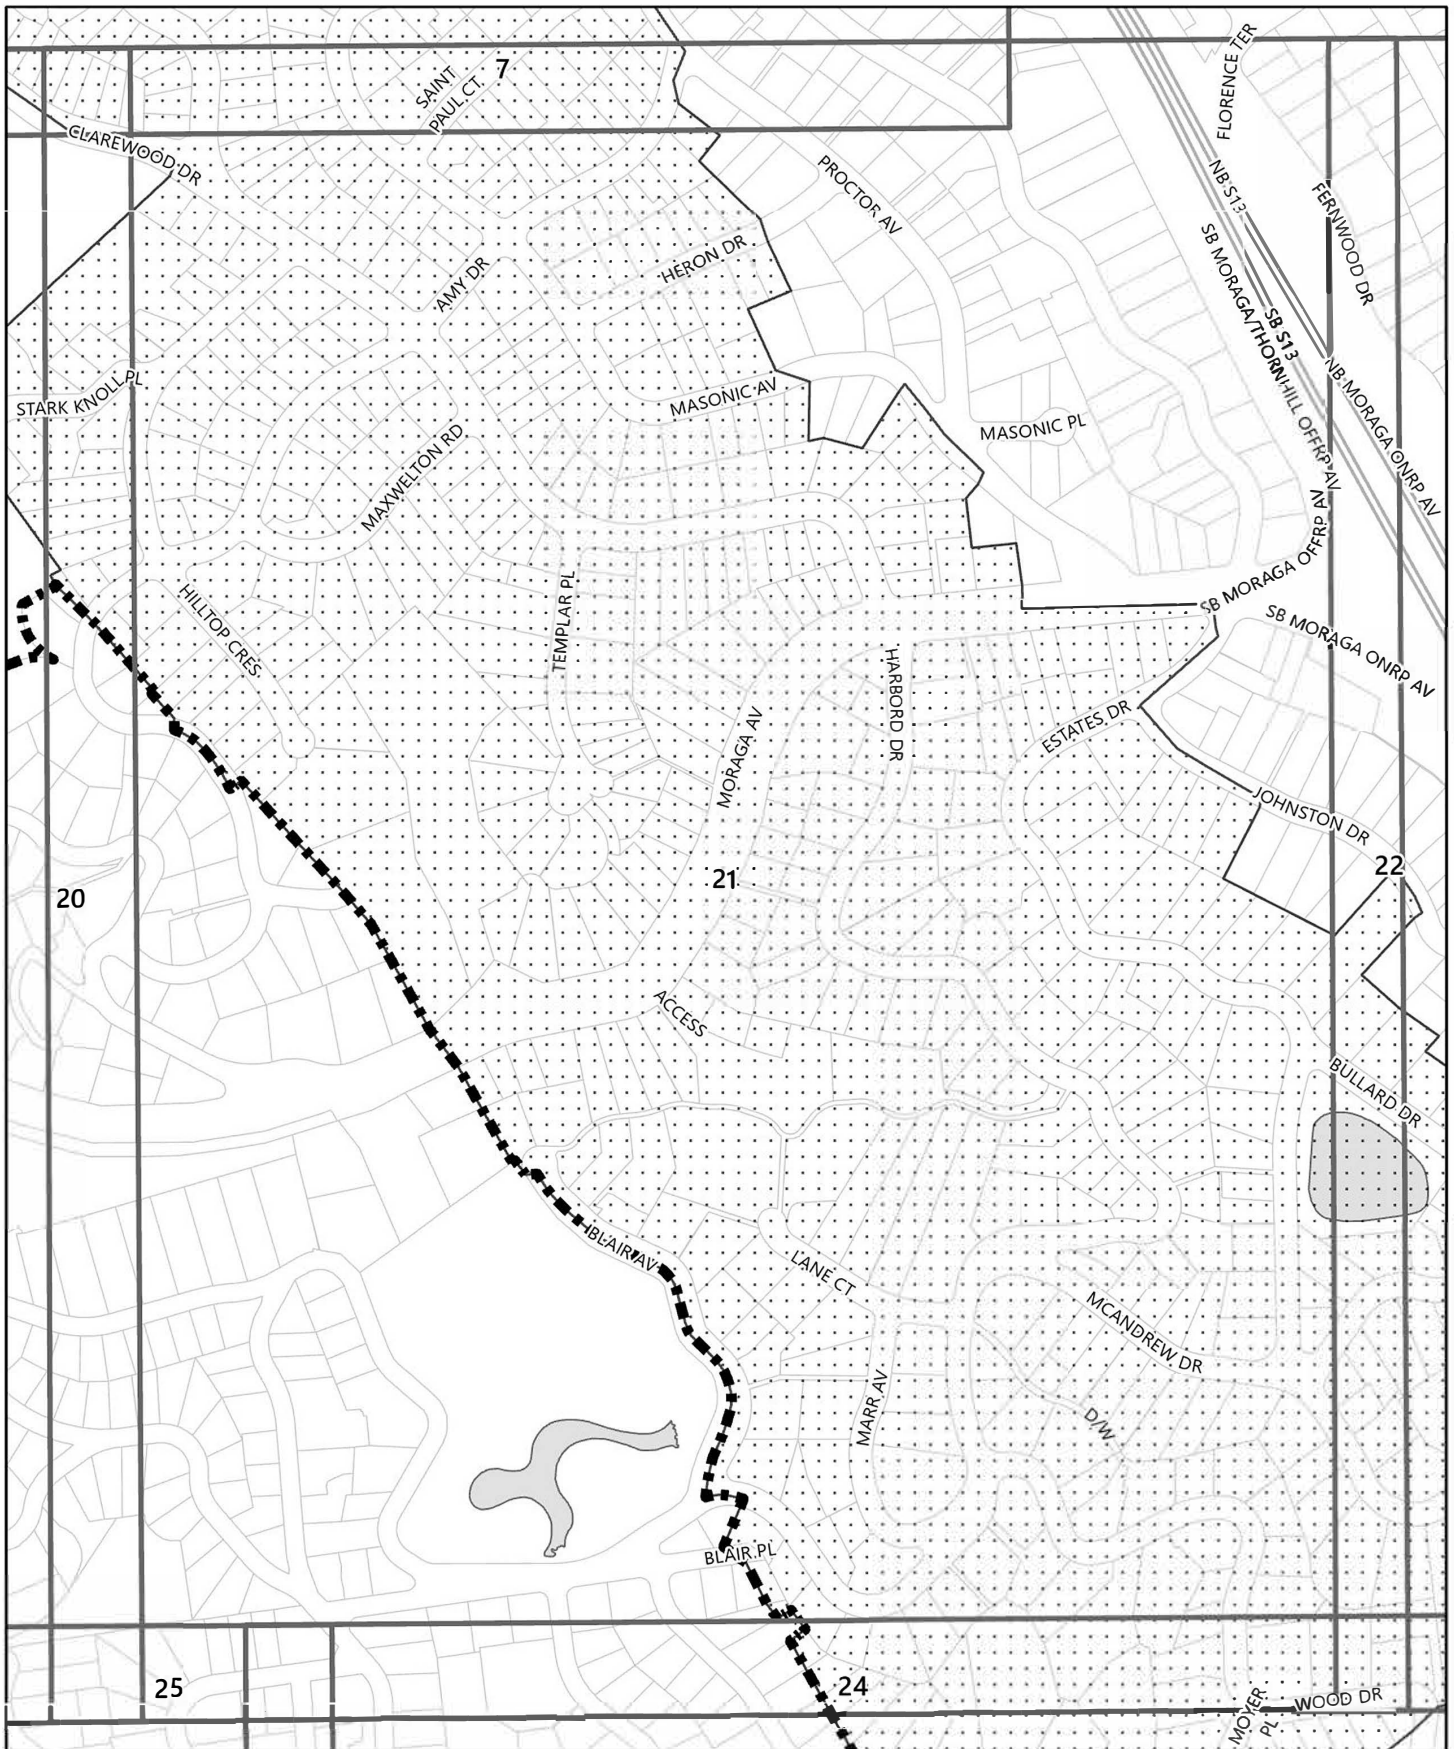 7
SAINT
PAUL CT
FLORENCE TER
CLAREWOOD DR
PROCTOR AV
NB S13
FERNWOOD DR
HERON DR
AMY DR
SB MORAGA/THORNHILL OFFRP AV
SB S13
NB MORAGA ONRP AV
STARK KNOLL PL
MASONIC AV
MASONIC PL
MAXWELTON RD
SB MORAGA OFFRP AV
HILLTOP CRES
TEMPLAR PL
SB MORAGA ONRP AV
HARBORD DR
ESTATES DR
MORAGA AV
JOHNSTON DR
20
21
22
ACCESS
BULLARD DR
BLAIR AV
LANE CT
MCANDREW DR
MARR AV
D/W
BLAIR PL
25
24
MOYER
PL
WOOD DR